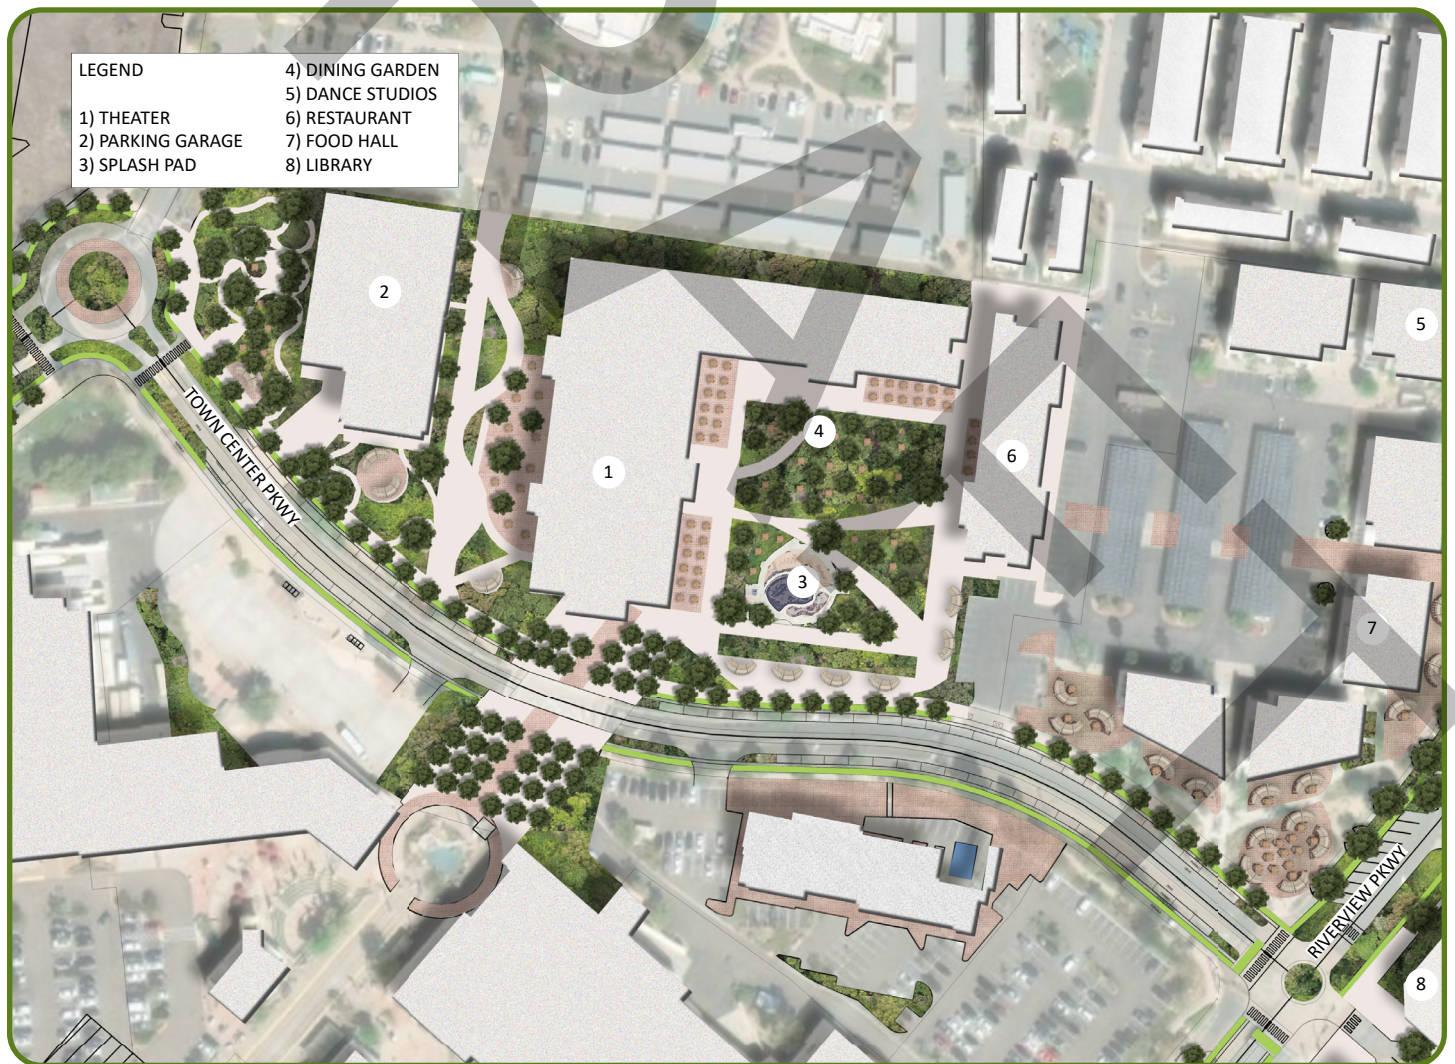 LEGEND
1) THEATER
2) PARKING GARAGE
3) SPLASH PAD
4) DINING GARDEN
5) DANCE STUDIOS
6) RESTAURANT
7) FOOD HALL
8) LIBRARY
2
5
4
6
1
TOWN CENTER PKWY
3
7
RIVERVIEW PKWY
8
DRAFT